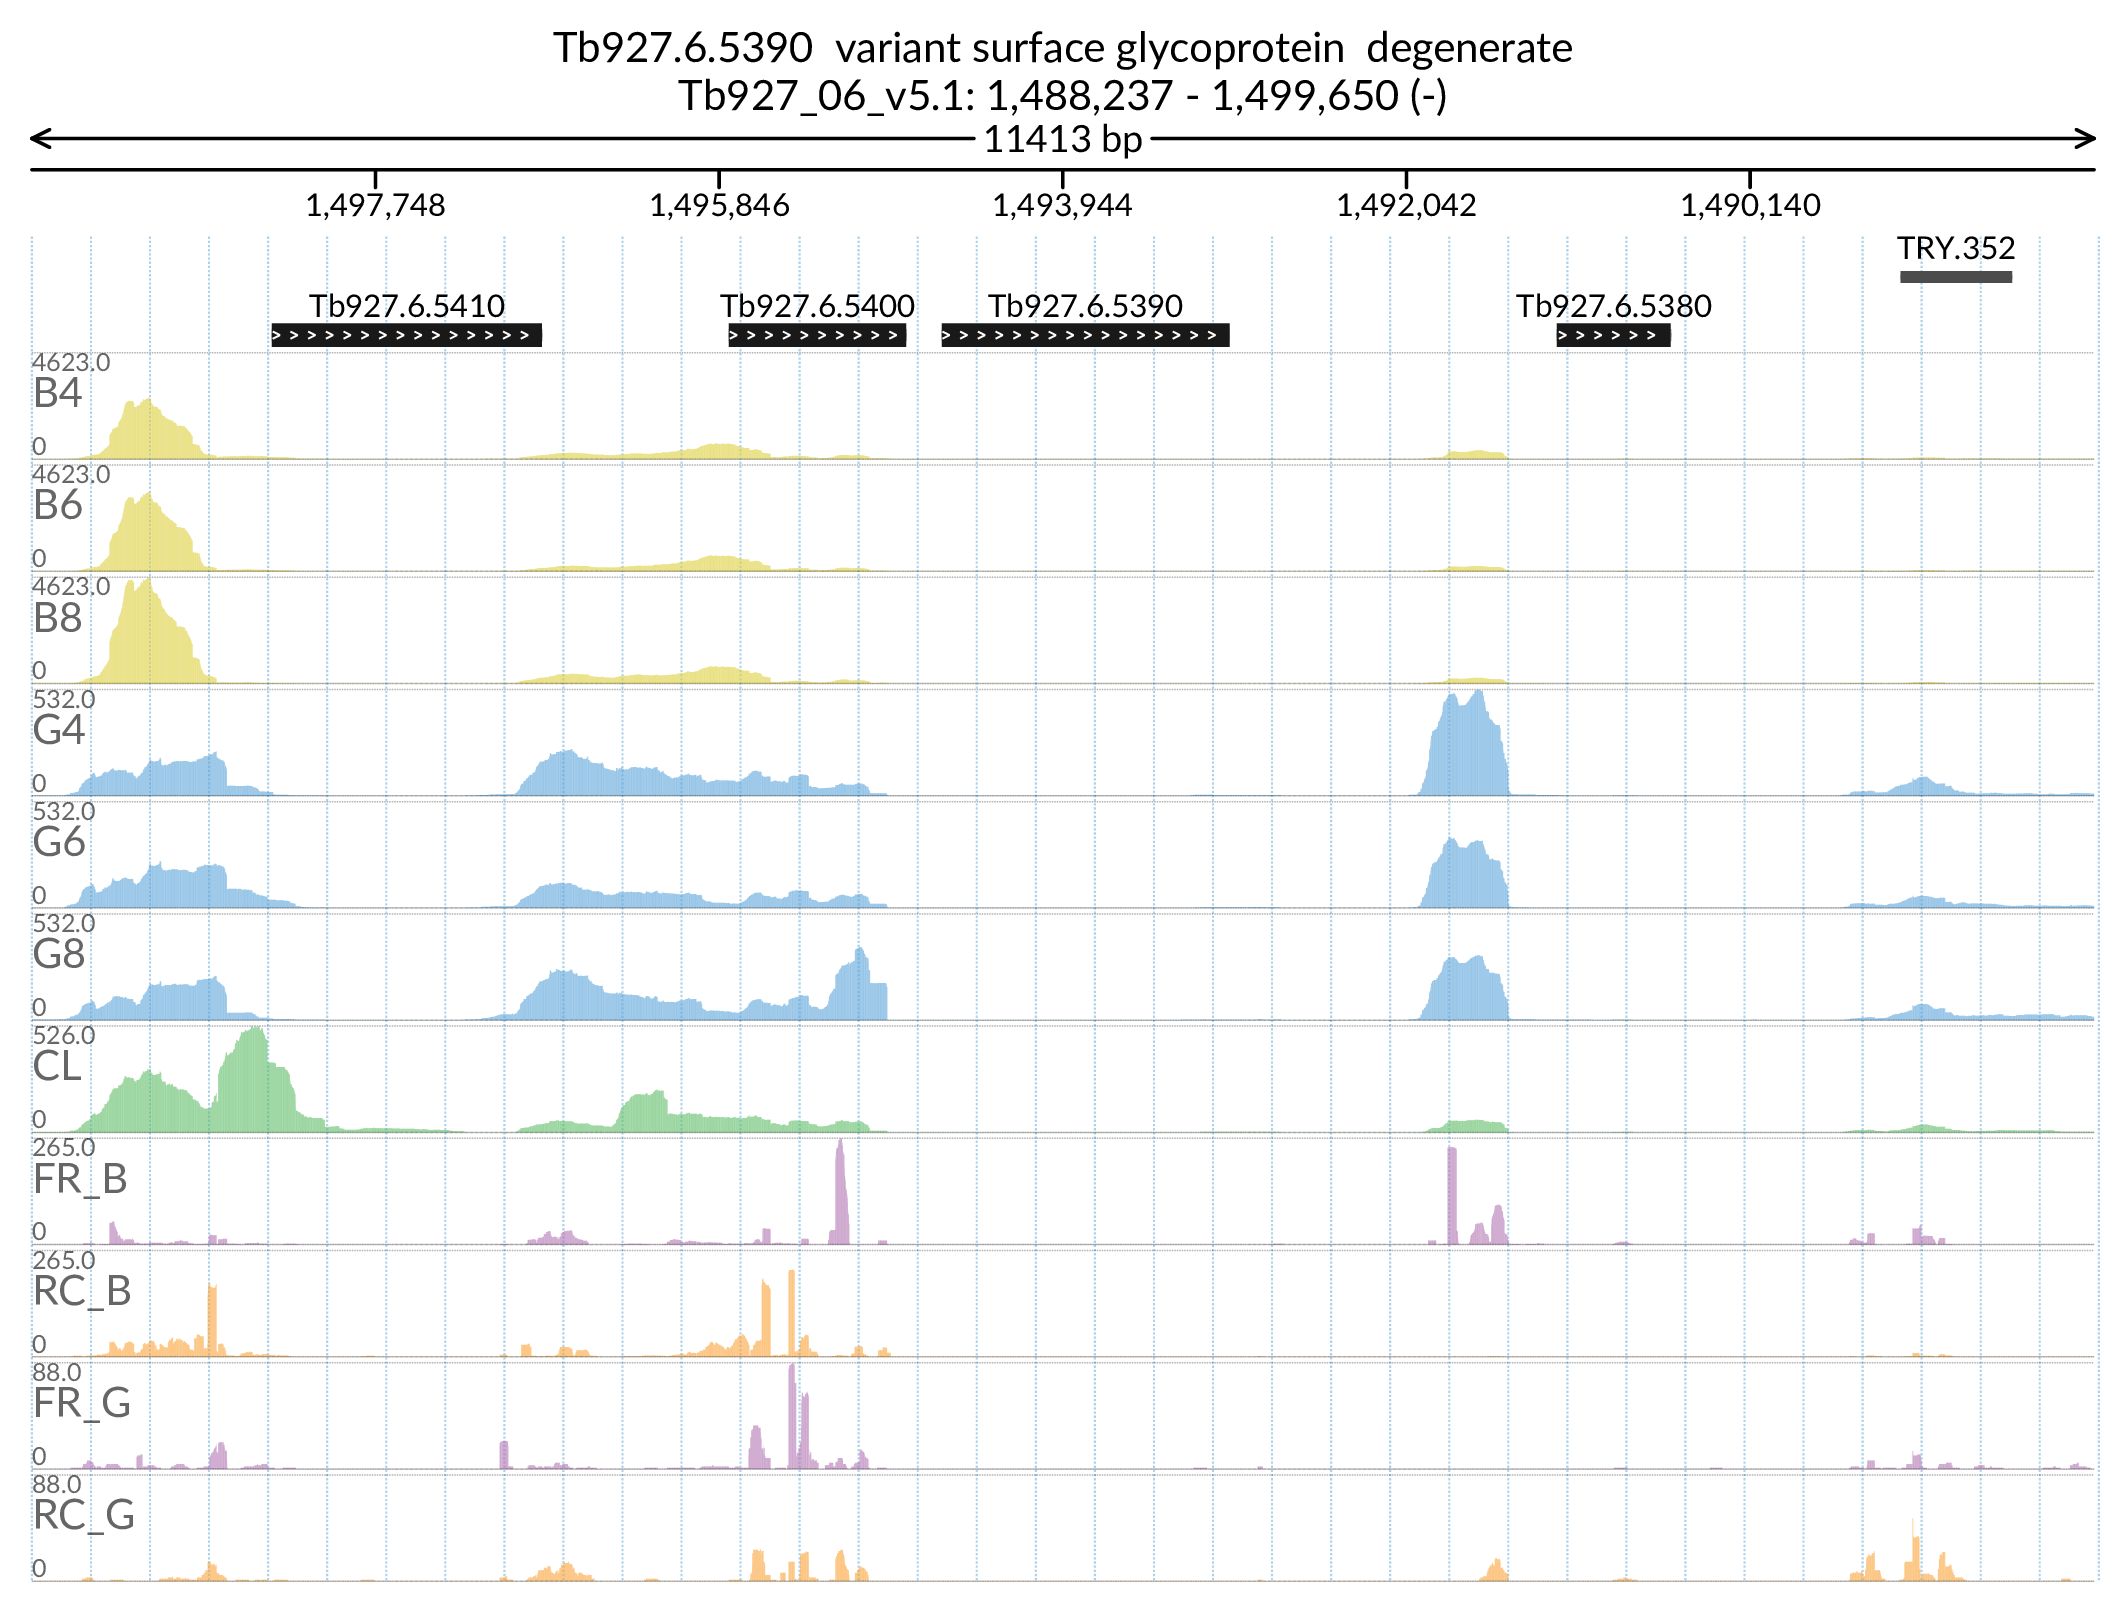 Tb927.6.5390 variant surface glycoprotein degenerate
Tb927_06_v5.1: 1,488,237 - 1,499,650 (-)
11413 bp
1,497,748 1,495,846 1,493,944 1,492,042 1,490,140
TRY.352
Tb927.6.5410 Tb927.6.5400 Tb927.6.5390 Tb927.6.5380
4623.0
B4
0
4623.0
B6
0
4623.0
B8
0
532.0
G4
0
532.0
G6
0
532.0
G8
0
526.0
CL
0
265.0
FR_B
0
265.0
RC_B
0
88.0
FR_G
0
88.0
RC_G
0